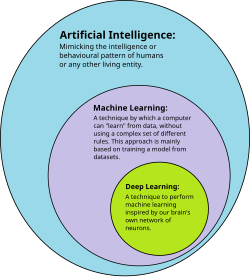 Artificial Intelligence:
Mimicking the intelligence or
behavioural pattern of humans
or any other living entity.
Machine Learning:
A technique by which a computer
can "learn" from data, without
using a complex set of different
rules. This approach is mainly
based on training a model from
datasets.
Deep Learning:
A technique to perform
machine learning
inspired by our brain's
own network of
neurons.